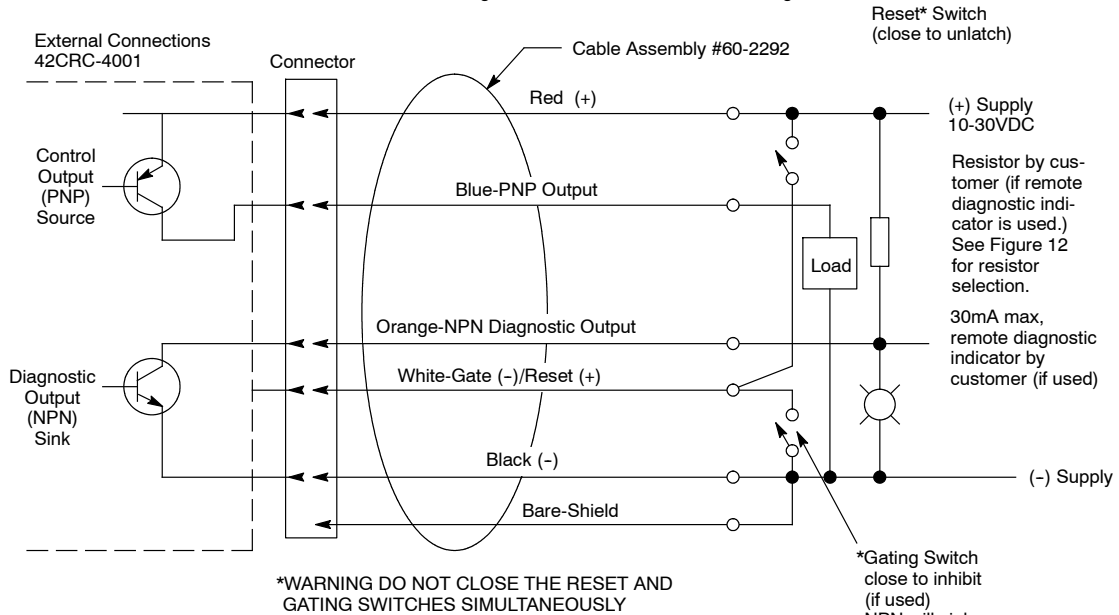 Reset* Switch
(close to unlatch)
External Connections
42CRC-4001
Connector
Cable Assembly #60-2292
Red (+)
(+) Supply
10-30VDC
Control
Output
(PNP)
Source
Blue-PNP Output
Load
Resistor by cus-
tomer (if remote
diagnostic indi-
cator is used.)
See Figure 12
for resistor
selection.
Orange-NPN Diagnostic Output
30mA max,
remote diagnostic
indicator by
customer (if used)
White-Gate (-)/Reset (+)
Diagnostic
Output
(NPN)
Sink
Black (-)
(-) Supply
Bare-Shield
*Gating Switch
close to inhibit
(if used)
*WARNING DO NOT CLOSE THE RESET AND
GATING SWITCHES SIMULTANEOUSLY